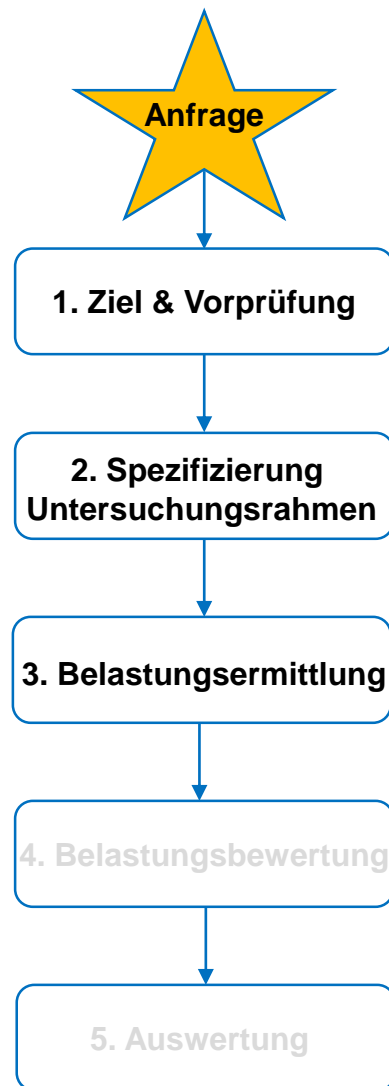 Anfrage
1. Ziel & Vorprüfung
2. Spezifizierung
Untersuchungsrahmen
3. Belastungsermittlung
4. Belastungsbewertung
5. Auswertung